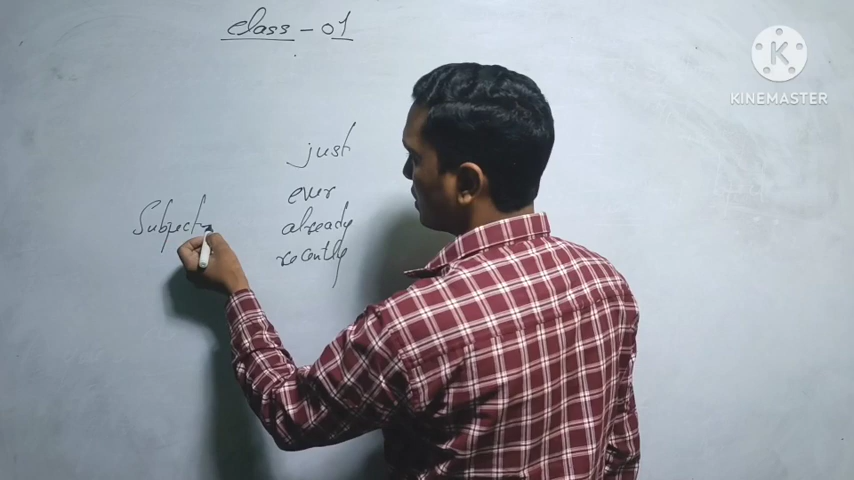 Class - 01
just
ever
already
recently
Subject
K
KINEMASTER